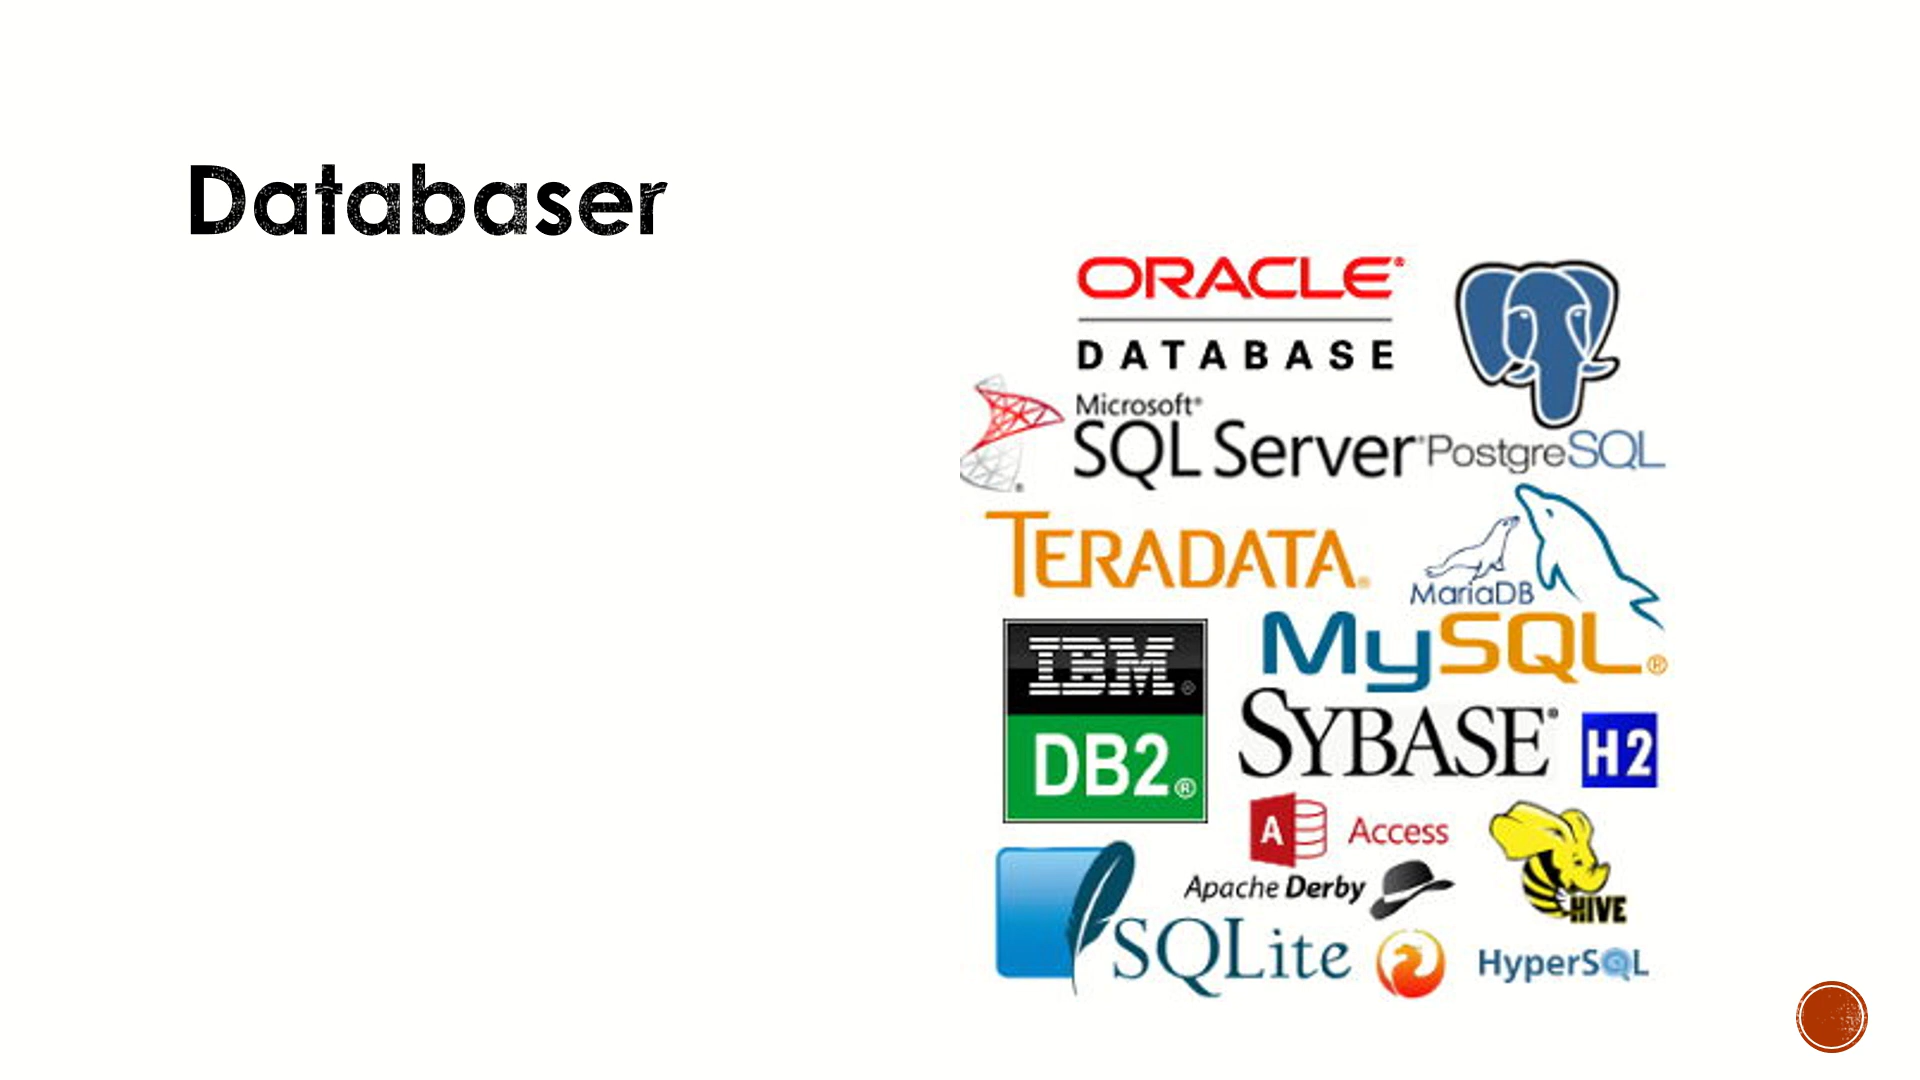 Databaser
ORACLE®
DATABASE
Microsoft®
SQL Server®
PostgreSQL
TERADATA®
MariaDB
MySQL®
IBM®
DB2®
SYBASE®
H2
A Access
Apache Derby
HIVE
SQLite
HyperSQL